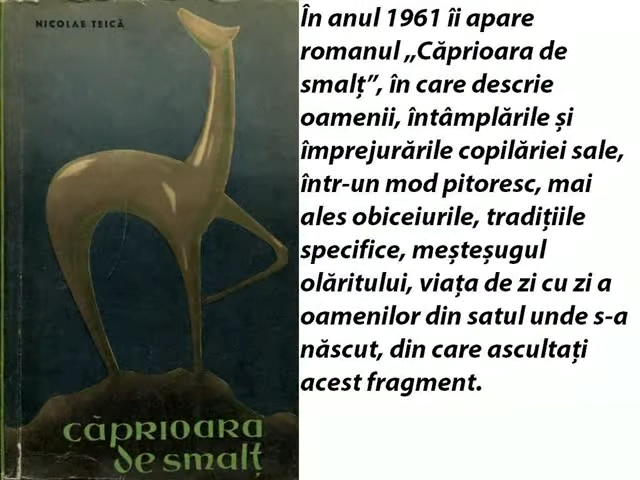 NICOLAE TEICĂ
căprioara
de smalț
În anul 1961 îi apare
romanul „Căprioara de
smalț”, în care descrie
oamenii, întâmplările și
împrejurările copilăriei sale,
într-un mod pitoresc, mai
ales obiceiurile, tradițiile
specifice, meșteșugul
olăritului, viața de zi cu zi a
oamenilor din satul unde s-a
născut, din care ascultați
acest fragment.